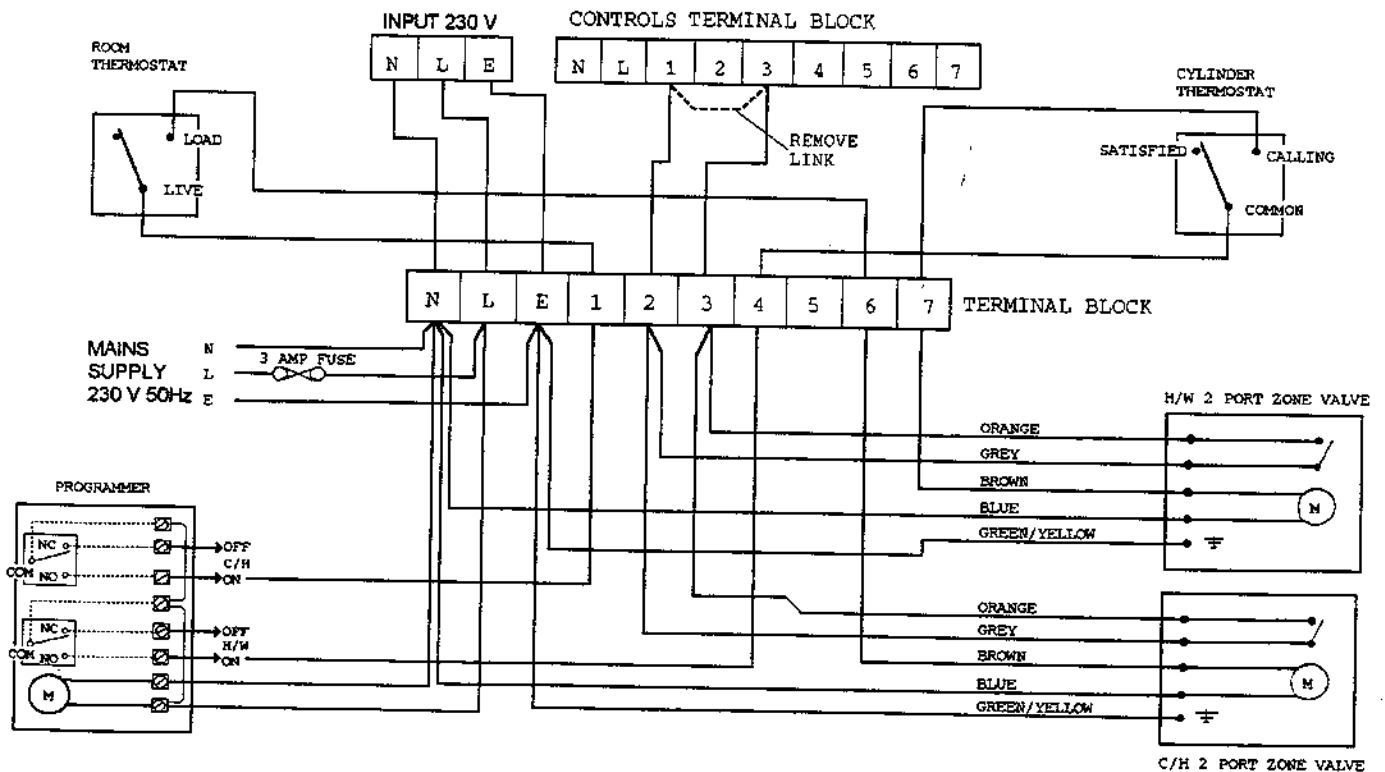 INPUT 230 V
N L E
CONTROLS TERMINAL BLOCK
N L 1 2 3 4 5 6 7
ROOM
THERMOSTAT
LOAD
LIVE
REMOVE
LINK
CYLINDER
THERMOSTAT
SATISFIED
CALLING
COMMON
N L E 1 2 3 4 5 6 7
TERMINAL BLOCK
MAINS
SUPPLY
230 V 50Hz
N
L
E
3 AMP FUSE
H/W 2 PORT ZONE VALVE
ORANGE
GREY
BROWN
BLUE
GREEN/YELLOW
M
PROGRAMMER
NC
COM
NO
OFF
C/H
ON
NC
COM
NO
OFF
H/W
ON
M
ORANGE
GREY
BROWN
BLUE
GREEN/YELLOW
M
C/H 2 PORT ZONE VALVE